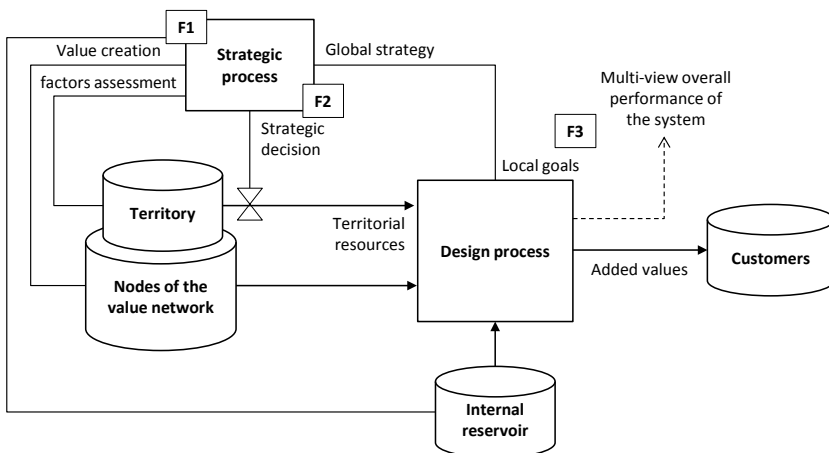 F1
Value creation
factors assessment
Strategic
process
Global strategy
F2
Strategic
decision
Multi-view overall
performance of
the system
F3
Local goals
Territory
Territorial
resources
Design process
Added values
Customers
Nodes of the
value network
Internal
reservoir